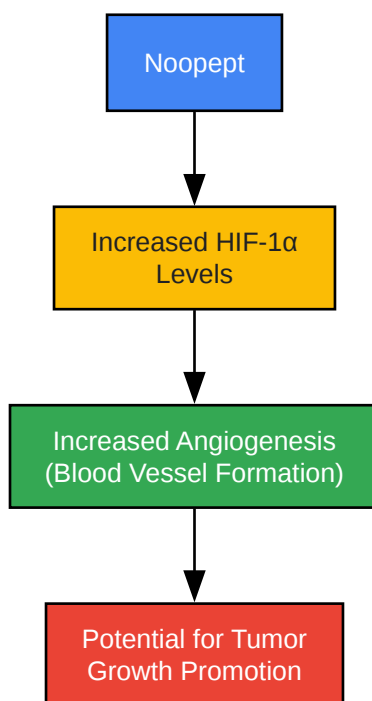 Noopept
Increased HIF-1α
Levels
Increased Angiogenesis
(Blood Vessel Formation)
Potential for Tumor
Growth Promotion